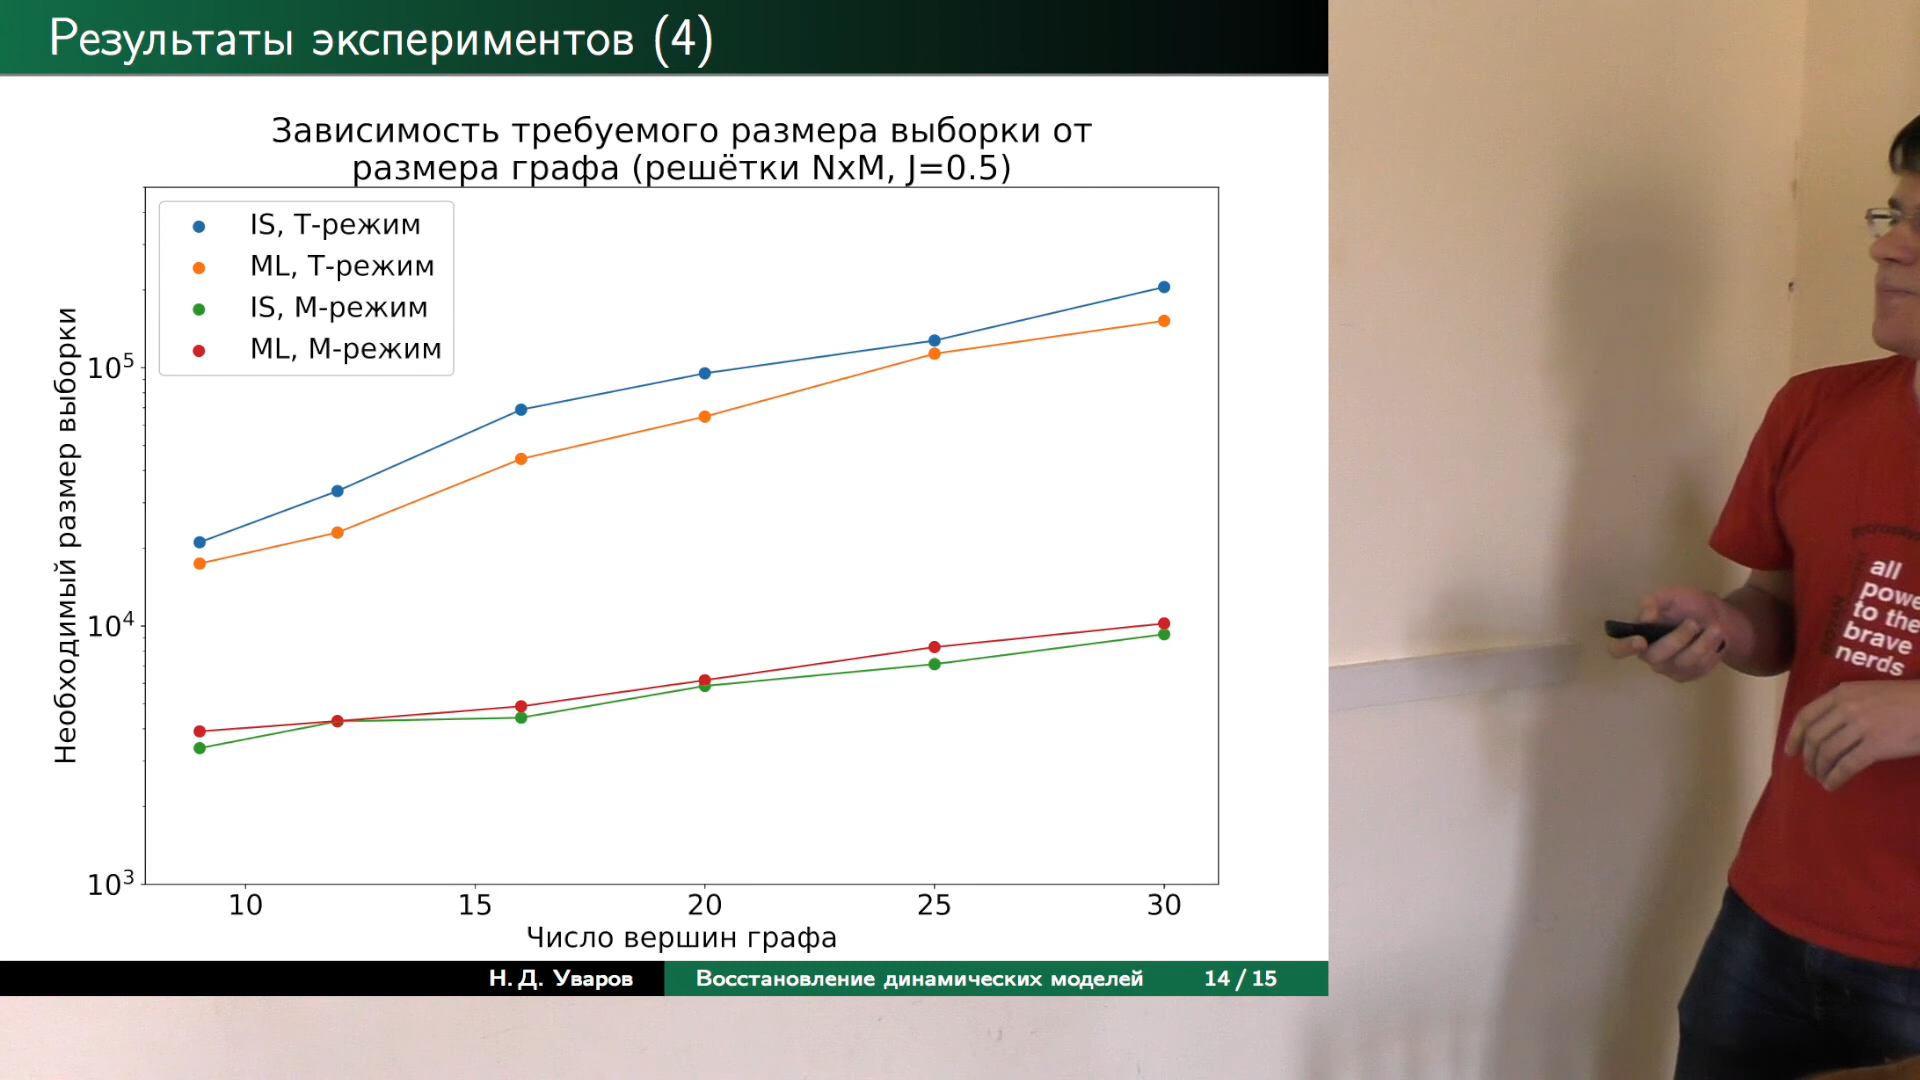 Результаты экспериментов (4)
Зависимость требуемого размера выборки от
размера графа (решётки NxM, J=0.5)
IS, T-режим
ML, T-режим
IS, M-режим
ML, M-режим
Необходимый размер выборки
10⁵
10⁴
10³
10 15 20 25 30
Число вершин графа
Н. Д. Уваров Восстановление динамических моделей 14 / 15
all
to the
brave
nerds